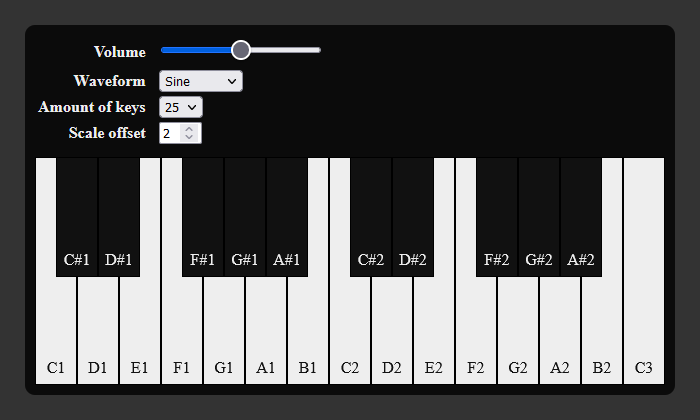 Volume
Waveform Sine
Amount of keys 25
Scale offset 2
C#1 D#1 F#1 G#1 A#1 C#2 D#2 F#2 G#2 A#2
C1 D1 E1 F1 G1 A1 B1 C2 D2 E2 F2 G2 A2 B2 C3